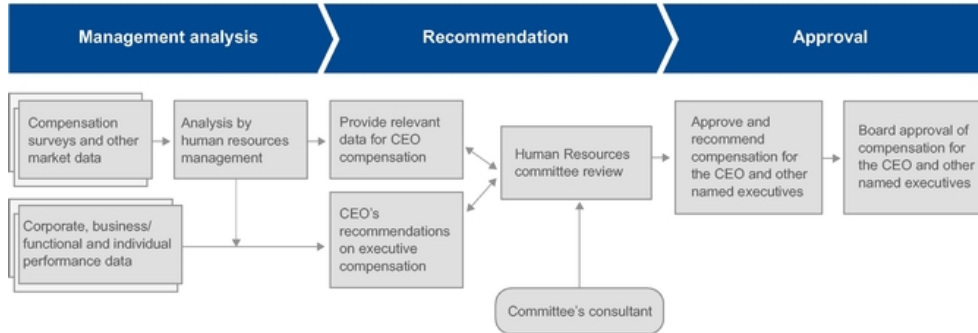 Management analysis
Recommendation
Approval
Compensation
surveys and other
market data
Analysis by
human resources
management
Provide relevant
data for CEO
compensation
Human Resources
committee review
Approve and
recommend
compensation for
the CEO and other
named executives
Board approval of
compensation for
the CEO and other
named executives
Corporate, business/
functional and individual
performance data
CEO’s
recommendations
on executive
compensation
Committee’s consultant